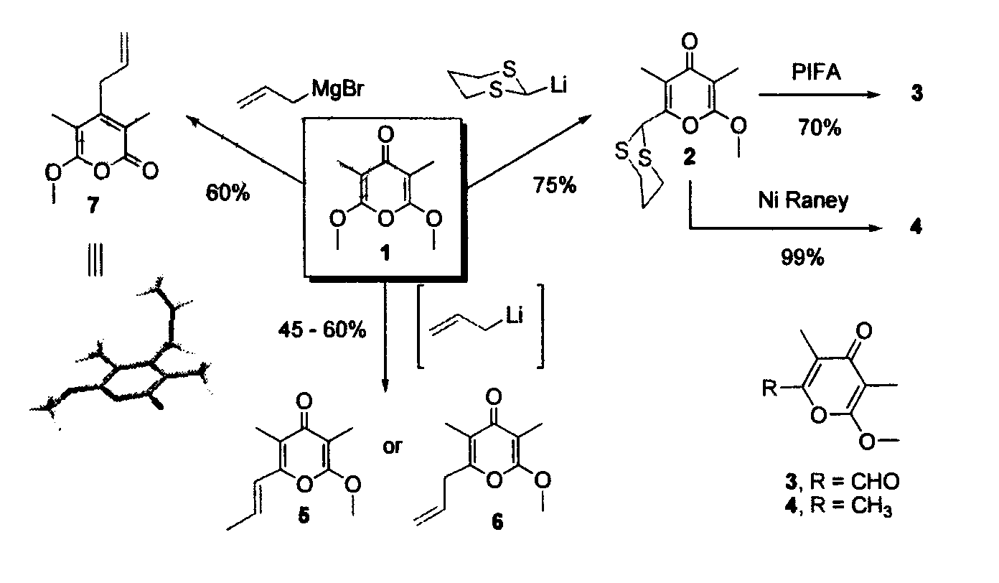 MgBr
60%
O
O
O
O
7
O
O
O
O
1
S
S
Li
75%
O
O
O
S
S
2
PIFA
70%
3
Ni Raney
99%
4
45 - 60%
Li
O
O
O
5
or
O
O
O
6
O
R
O
O
3, R = CHO
4, R = CH₃